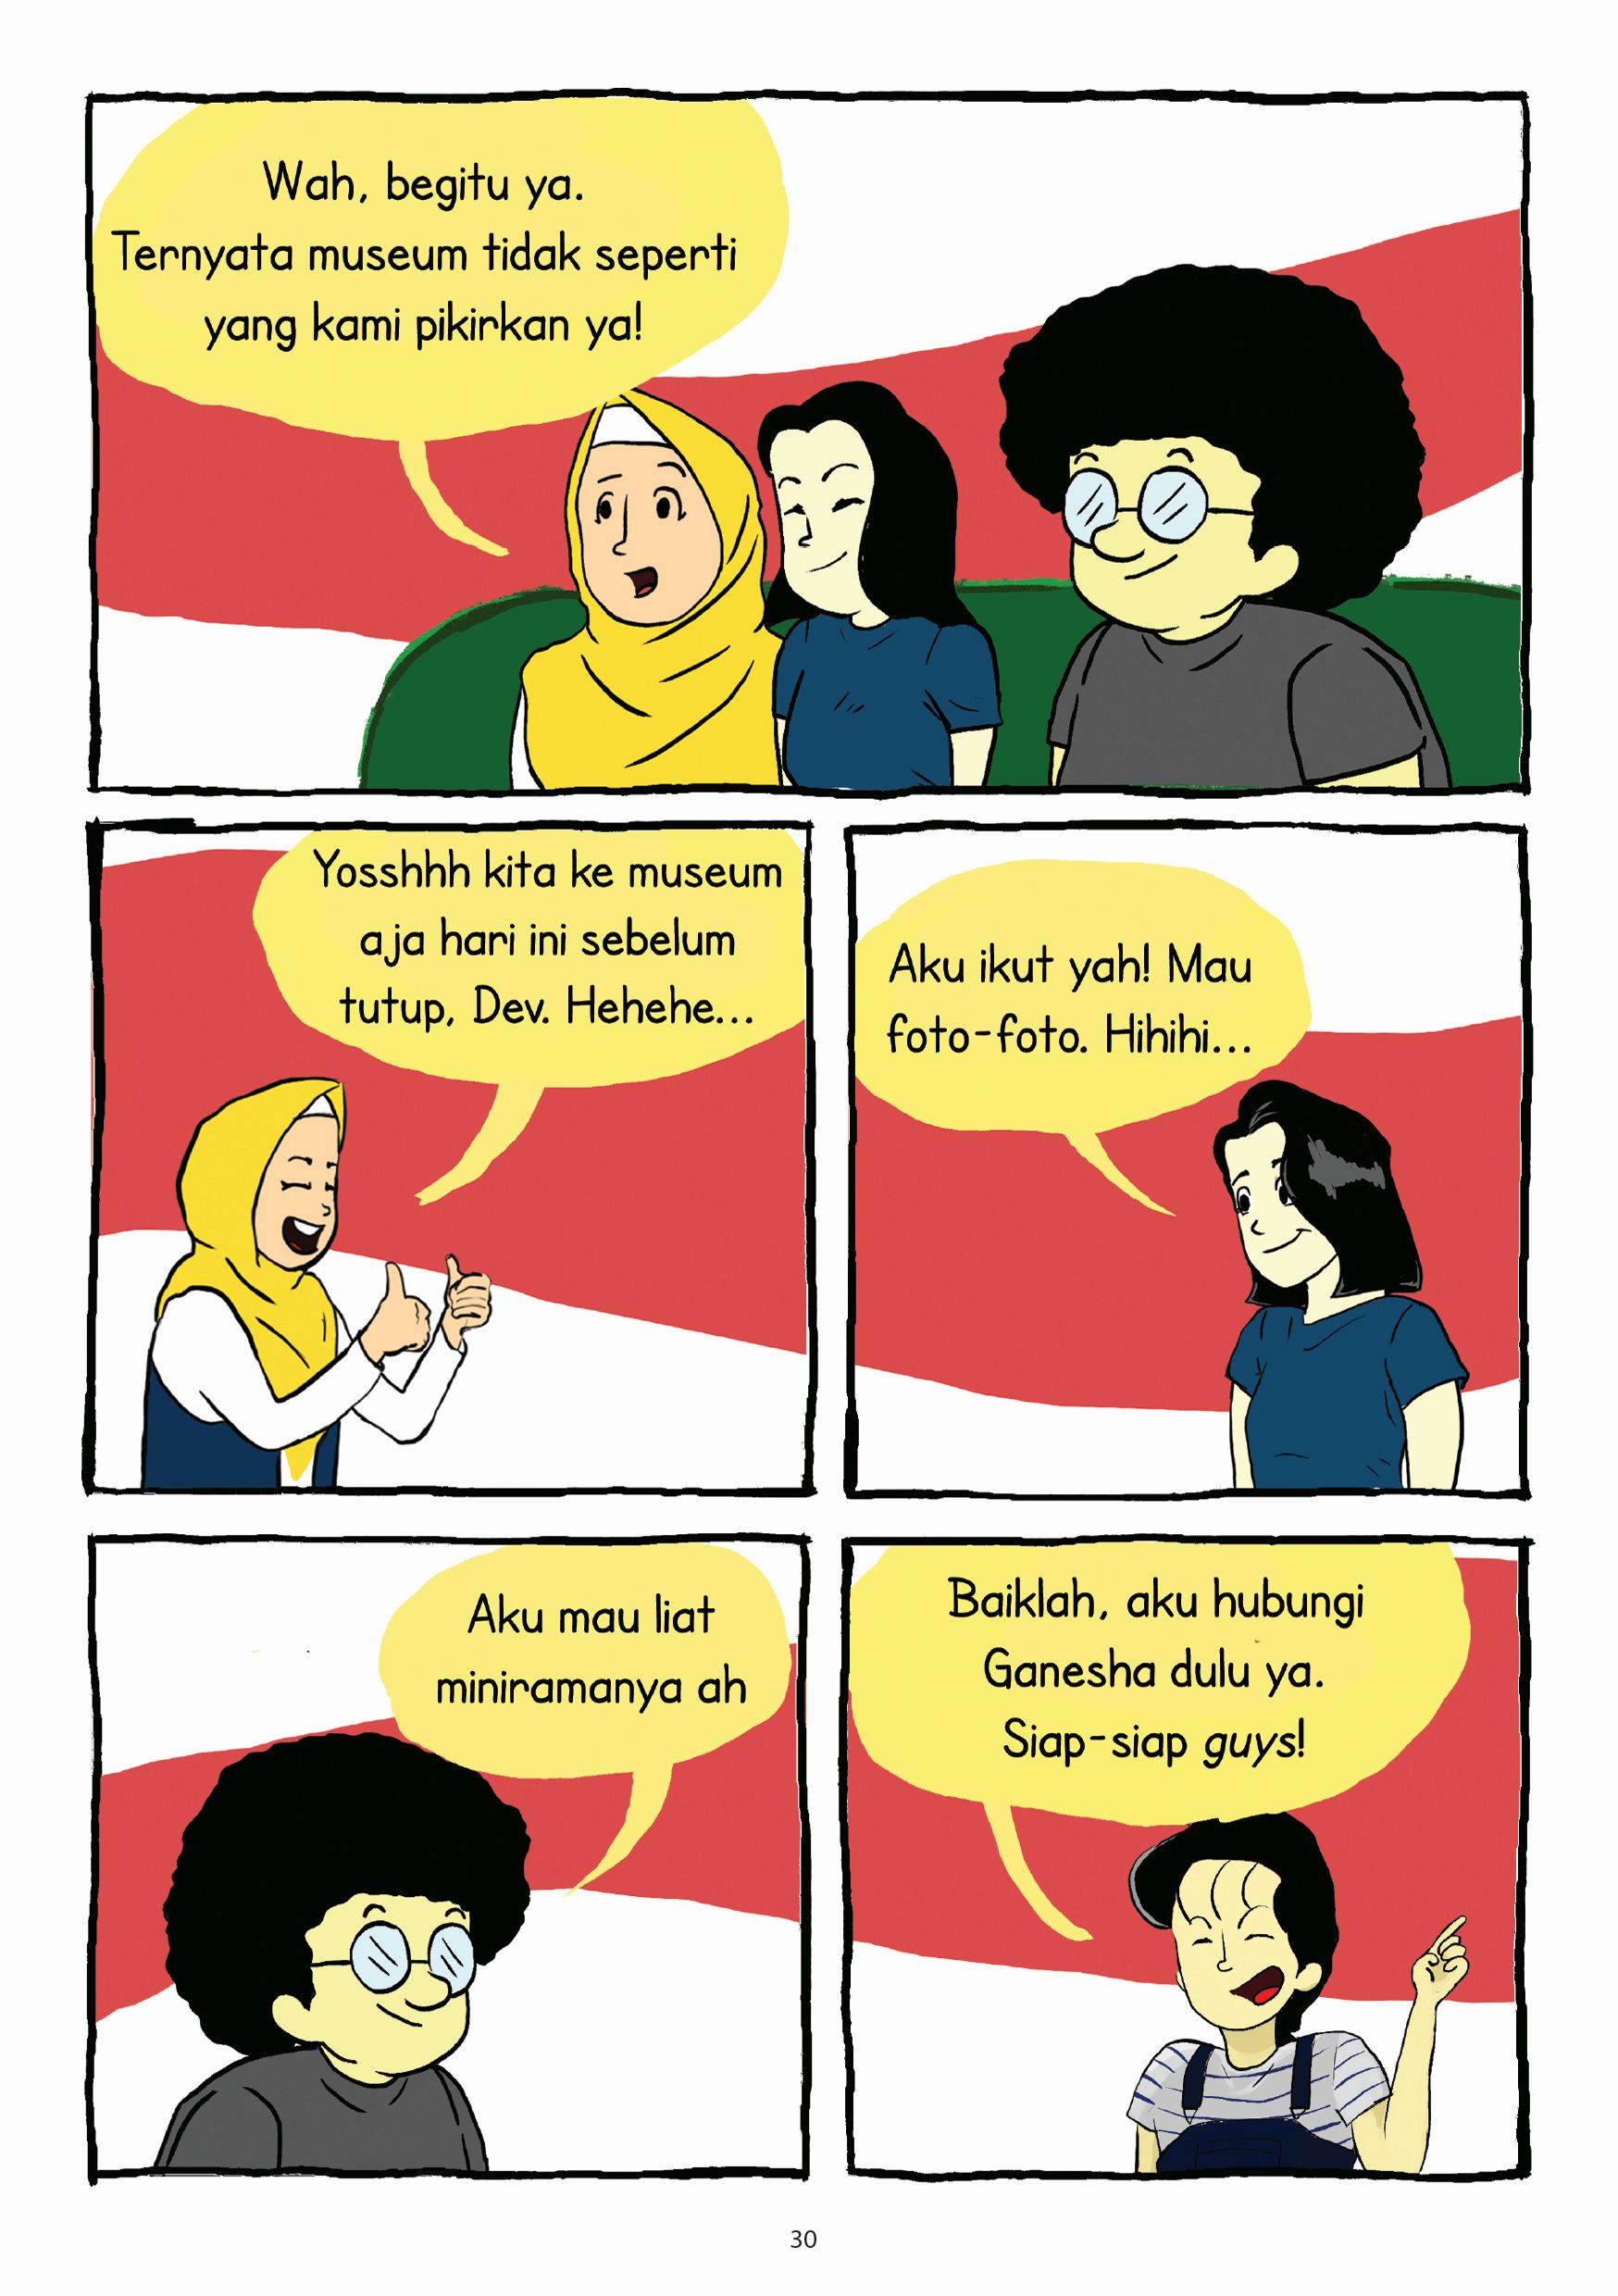 Wah, begitu ya.
Ternyata museum tidak seperti
yang kami pikirkan ya!
Yosshhh kita ke museum
aja hari ini sebelum
tutup, Dev. Hehehe...
Aku ikut yah! Mau
foto-foto. Hihihi...
Aku mau liat
miniramanya ah
Baiklah, aku hubungi
Ganesha dulu ya.
Siap-siap guys!
30